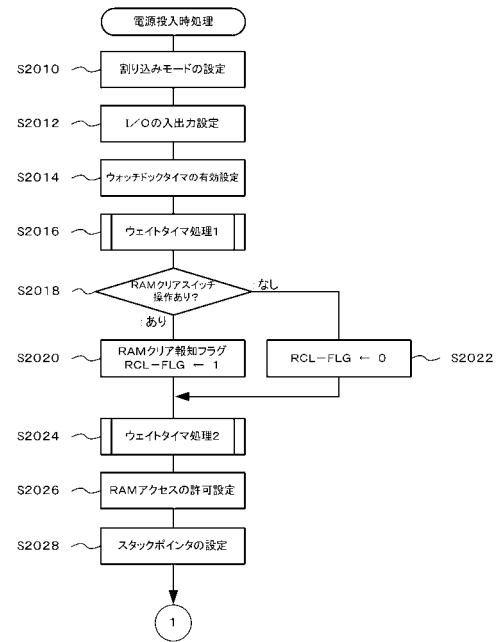 電源投入時処理
S2010 割り込みモードの設定
S2012 I/Oの入出力設定
S2014 ウォッチドックタイマの有効設定
S2016 ウェイトタイマ処理1
S2018 RAMクリアスイッチ
操作あり?
:なし
:あり
S2020 RAMクリア報知フラグ
RCL-FLG ← 1
RCL-FLG ← 0 S2022
S2024 ウェイトタイマ処理2
S2026 RAMアクセスの許可設定
S2028 スタックポインタの設定
1